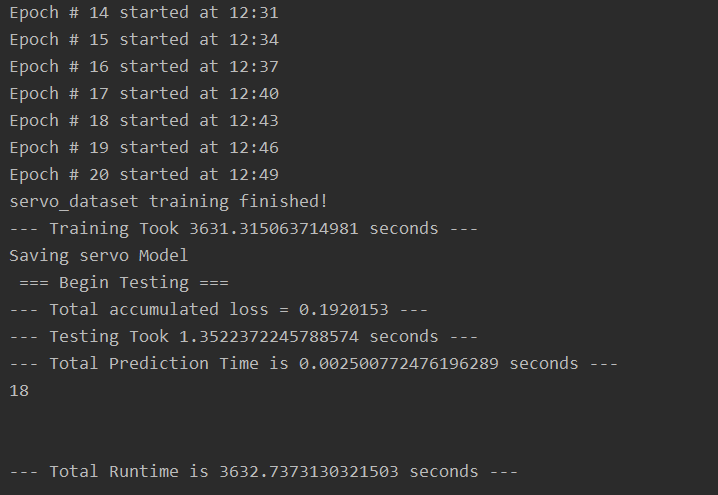 Epoch # 14 started at 12:31
Epoch # 15 started at 12:34
Epoch # 16 started at 12:37
Epoch # 17 started at 12:40
Epoch # 18 started at 12:43
Epoch # 19 started at 12:46
Epoch # 20 started at 12:49
servo_dataset training finished!
--- Training Took 3631.315063714981 seconds ---
Saving servo Model
=== Begin Testing ===
--- Total accumulated loss = 0.1920153 ---
--- Testing Took 1.3522372245788574 seconds ---
--- Total Prediction Time is 0.002500772476196289 seconds ---
18
--- Total Runtime is 3632.7373130321503 seconds ---